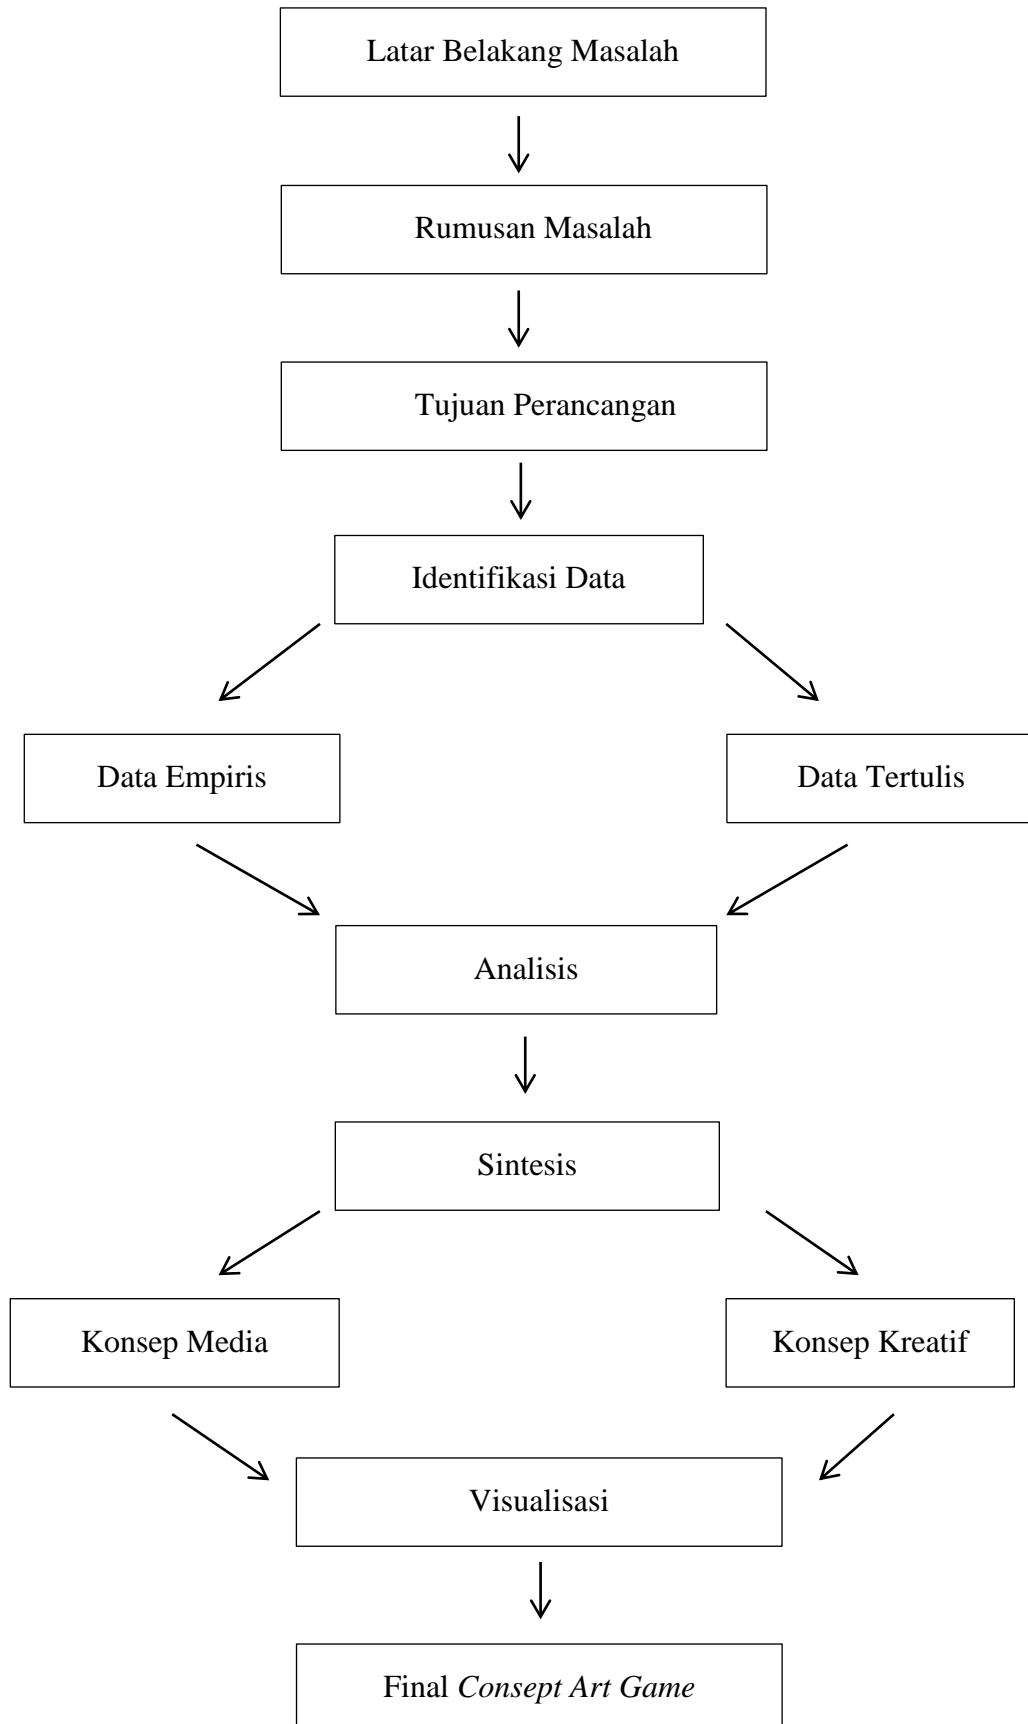 Latar Belakang Masalah
Rumusan Masalah
Tujuan Perancangan
Identifikasi Data
Data Empiris
Data Tertulis
Analisis
Sintesis
Konsep Media
Konsep Kreatif
Visualisasi
Final Consept Art Game